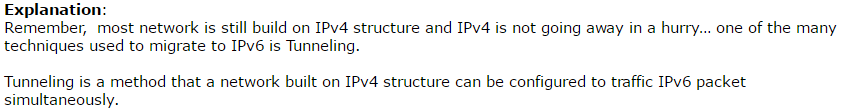 Explanation:
Remember,  most network is still build on IPv4 structure and IPv4 is not going away in a hurry... one of the many
techniques used to migrate to IPv6 is Tunneling.
Tunneling is a method that a network built on IPv4 structure can be configured to traffic IPv6 packet
simultaneously.